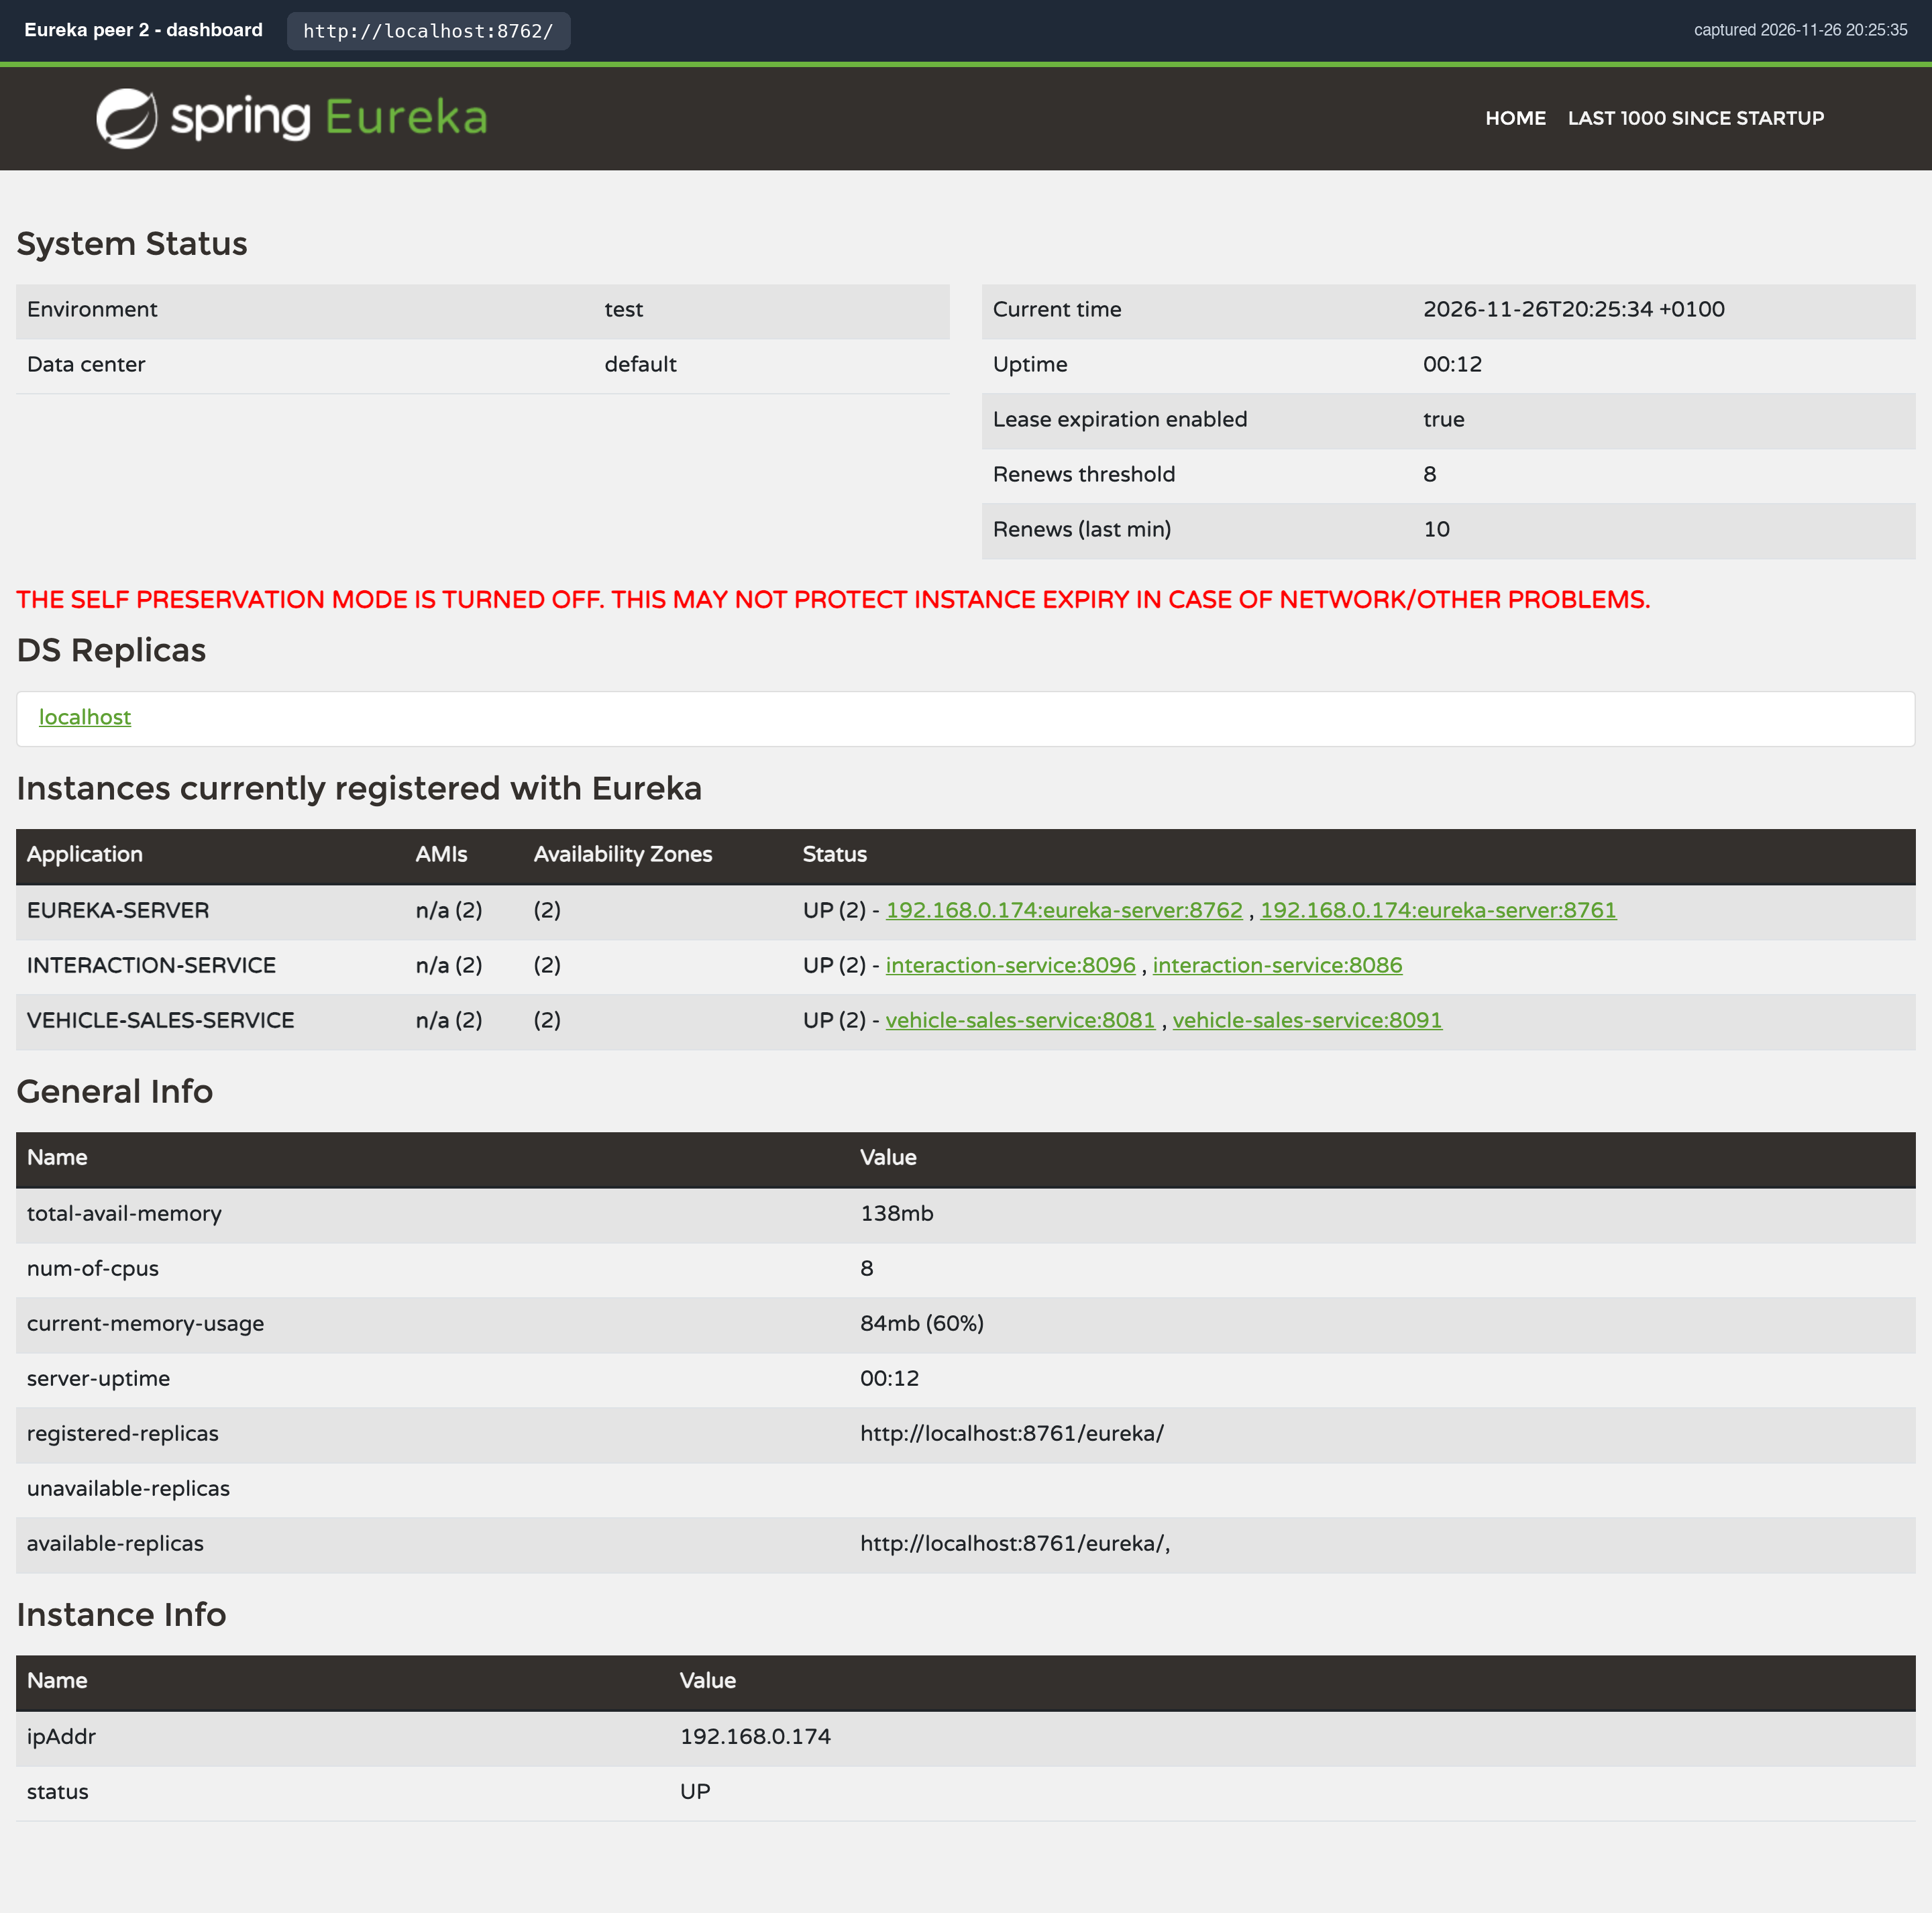 Eureka peer 2 - dashboard http://localhost:8762/ captured 2026-11-26 20:25:35
spring Eureka HOME LAST 1000 SINCE STARTUP
System Status
Environment test
Data center default
Current time 2026-11-26T20:25:34 +0100
Uptime 00:12
Lease expiration enabled true
Renews threshold 8
Renews (last min) 10
THE SELF PRESERVATION MODE IS TURNED OFF. THIS MAY NOT PROTECT INSTANCE EXPIRY IN CASE OF NETWORK/OTHER PROBLEMS.
DS Replicas
localhost
Instances currently registered with Eureka
Application AMIs Availability Zones Status
EUREKA-SERVER n/a (2) (2) UP (2) - 192.168.0.174:eureka-server:8762 , 192.168.0.174:eureka-server:8761
INTERACTION-SERVICE n/a (2) (2) UP (2) - interaction-service:8096 , interaction-service:8086
VEHICLE-SALES-SERVICE n/a (2) (2) UP (2) - vehicle-sales-service:8081 , vehicle-sales-service:8091
General Info
Name Value
total-avail-memory 138mb
num-of-cpus 8
current-memory-usage 84mb (60%)
server-uptime 00:12
registered-replicas http://localhost:8761/eureka/
unavailable-replicas
available-replicas http://localhost:8761/eureka/,
Instance Info
Name Value
ipAddr 192.168.0.174
status UP